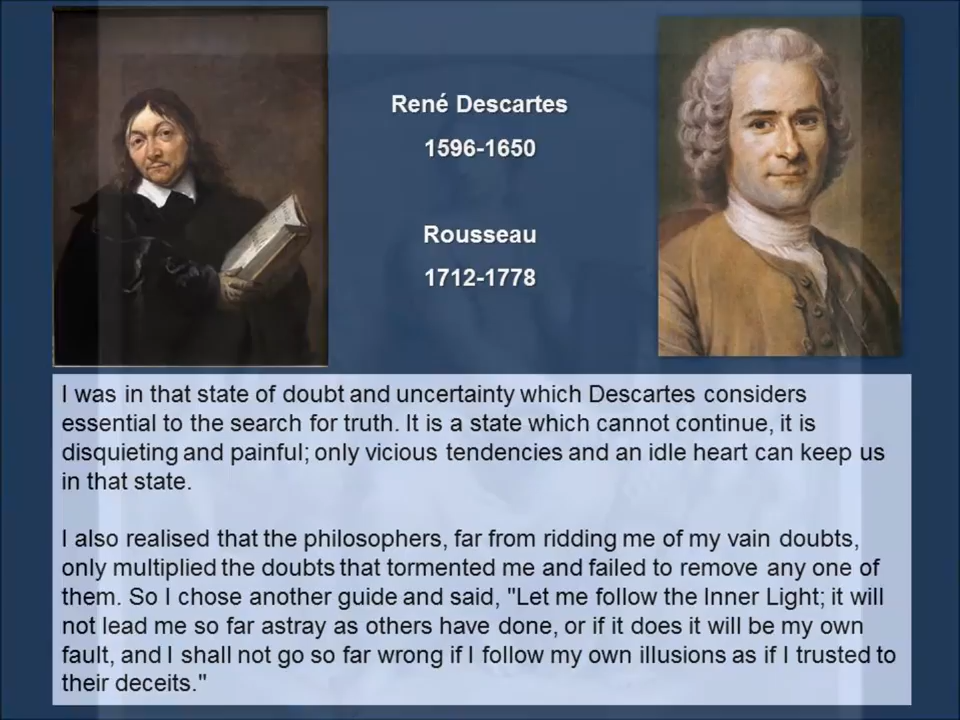 René Descartes
1596-1650
Rousseau
1712-1778
I was in that state of doubt and uncertainty which Descartes considers
essential to the search for truth. It is a state which cannot continue, it is
disquieting and painful; only vicious tendencies and an idle heart can keep us
in that state.
I also realised that the philosophers, far from ridding me of my vain doubts,
only multiplied the doubts that tormented me and failed to remove any one of
them. So I chose another guide and said, "Let me follow the Inner Light; it will
not lead me so far astray as others have done, or if it does it will be my own
fault, and I shall not go so far wrong if I follow my own illusions as if I trusted to
their deceits."